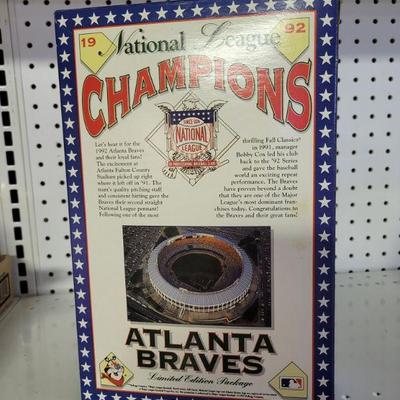 19 92
National League
CHAMPIONS
SINCE 1876
NATIONAL
LEAGUE
Let's hear it for the
1992 Atlanta Braves
and their loyal fans!
The excitement at
Atlanta Fulton County
Stadium picked up right
where it left off in '91. The
team's quality pitching staff
and consistent hitting gave the
Braves their second straight
National League pennant!
Following one of the most
thrilling Fall Classics
in 1991, manager
Bobby Cox led his club
back to the '92 Series
and gave the baseball
world an exciting repeat
performance. The Braves
have proven beyond a doubt
that they are one of the Major
League's most dominant fran-
chises today. Congratulations to
the Braves and their great fans!
ATLANTA
BRAVES
Limited Edition Package